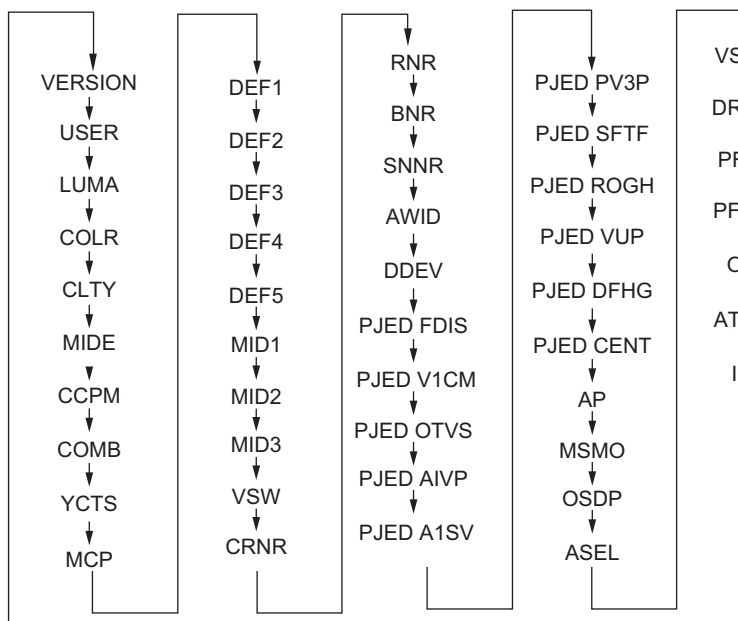 VERSION
USER
LUMA
COLR
CLTY
MIDE
CCPM
COMB
YCTS
MCP
DEF1
DEF2
DEF3
DEF4
DEF5
MID1
MID2
MID3
VSW
CRNR
RNR
BNR
SNNR
AWID
DDEV
PJED FDIS
PJED V1CM
PJED OTVS
PJED AIVP
PJED A1SV
PJED PV3P
PJED SFTF
PJED ROGH
PJED VUP
PJED DFHG
PJED CENT
AP
MSMO
OSDP
ASEL